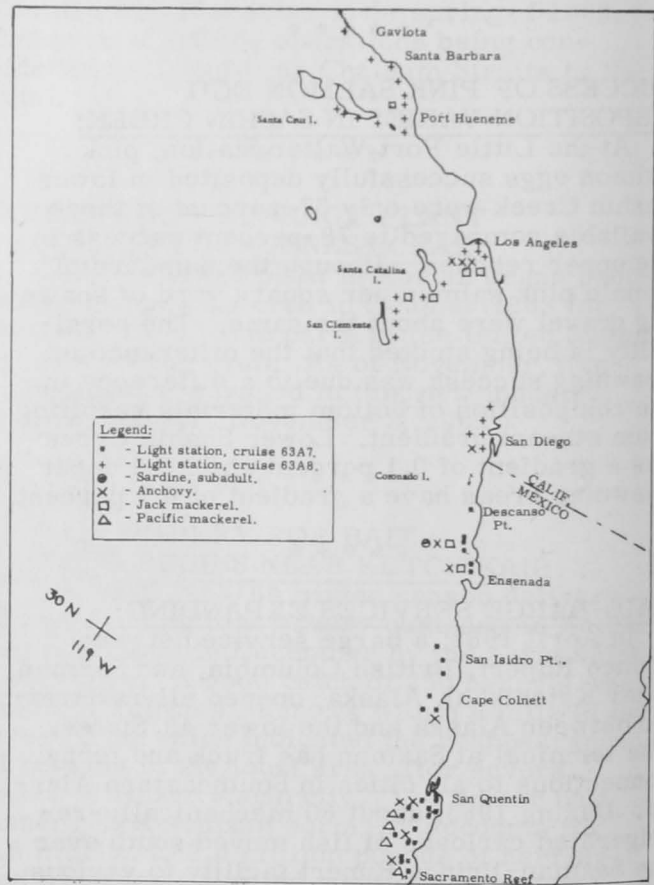 Gaviota
Santa Barbara
Santa Cruz I.
Port Hueneme
Los Angeles
Santa Catalina
I.
San Clemente
I.
Legend:
- Light station, cruise 63A7.
- Light station, cruise 63A8.
- Sardine, subadult.
- Anchovy.
- Jack mackerel.
- Pacific mackerel.
San Diego
Coronado I.
CALIF.
MEXICO
Descanso
Pt.
Ensenada
30 N
119 W
San Isidro Pt.
Cape Colnett
San Quentin
Sacramento Reef